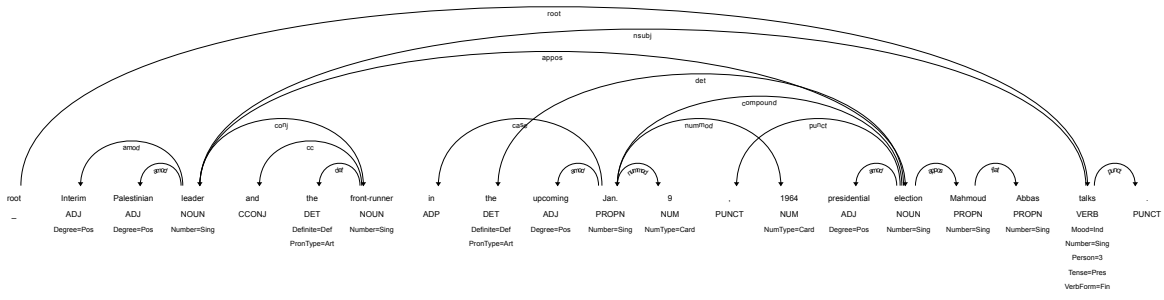 root
nsubj
appos
det
compound
conj case nummod punct
amod cc
amod det amod nummod amod appos flat punct
root Interim Palestinian leader and the front-runner in the upcoming Jan. 9 , 1964 presidential election Mahmoud Abbas talks .
_ ADJ ADJ NOUN CCONJ DET NOUN ADP DET ADJ PROPN NUM PUNCT NUM ADJ NOUN PROPN PROPN VERB PUNCT
Degree=Pos Degree=Pos Number=Sing Definite=Def Number=Sing Definite=Def Degree=Pos Number=Sing NumType=Card NumType=Card Degree=Pos Number=Sing Number=Sing Number=Sing Mood=Ind
PronType=Art PronType=Art Number=Sing
Person=3
Tense=Pres
VerbForm=Fin